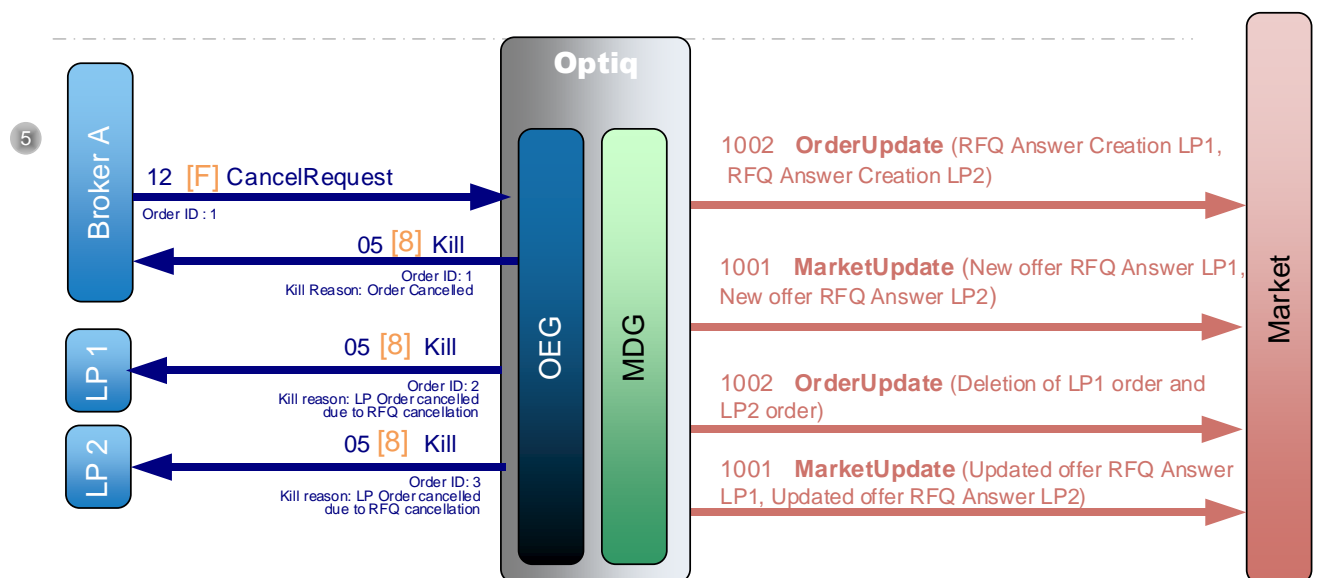 Optiq
5
Broker A
12 [F] CancelRequest
Order ID : 1
05 [8] Kill
Order ID: 1
Kill Reason: Order Cancelled
LP 1
05 [8] Kill
Order ID: 2
Kill reason: LP Order cancelled
due to RFQ cancellation
LP 2
05 [8] Kill
Order ID: 3
Kill reason: LP Order cancelled
due to RFQ cancellation
OEG
MDG
1002 OrderUpdate (RFQ Answer Creation LP1,
RFQ Answer Creation LP2)
1001 MarketUpdate (New offer RFQ Answer LP1,
New offer RFQ Answer LP2)
1002 OrderUpdate (Deletion of LP1 order and
LP2 order)
1001 MarketUpdate (Updated offer RFQ Answer
LP1, Updated offer RFQ Answer LP2)
Market